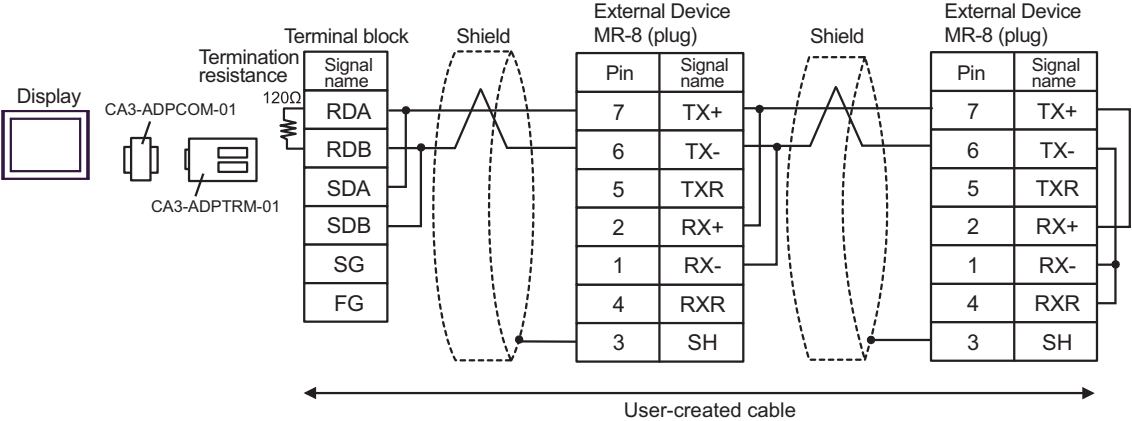 External Device
MR-8 (plug)
External Device
MR-8 (plug)
Terminal block
Shield
Shield
Termination
resistance
120Ω
Display
CA3-ADPCOM-01
CA3-ADPTRM-01
Signal
name
RDA
RDB
SDA
SDB
SG
FG
Pin
Signal
name
7 TX+
6 TX-
5 TXR
2 RX+
1 RX-
4 RXR
3 SH
Pin
Signal
name
7 TX+
6 TX-
5 TXR
2 RX+
1 RX-
4 RXR
3 SH
User-created cable